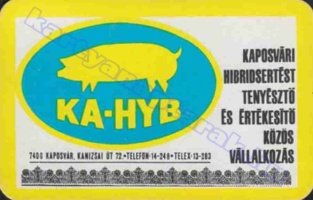 KA-HYB
KAPOSVÁRI
HIBRIDSERTÉST
TENYÉSZTŐ
ÉS ÉRTÉKESÍTŐ
KÖZÖS
VÁLLALKOZÁS
7400 KAPOSVÁR, KANIZSAI ÚT 72.•TELEFON-14-248•TELEX-13-283